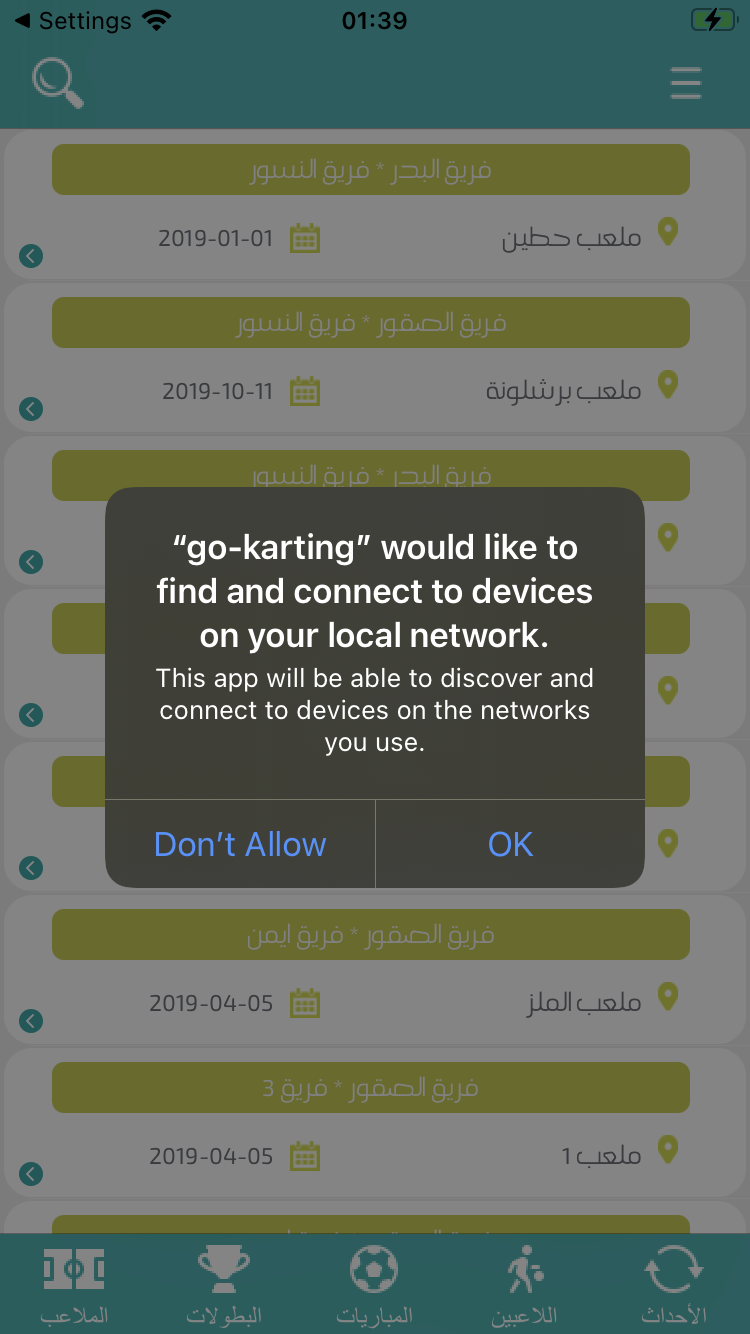 Settings
01:39
فريق البدر * فريق النسور
ملعب حطين
2019-01-01
فريق الصقور * فريق النسور
ملعب برشلونة
2019-10-11
فريق البدر * فريق النسور
“go-karting” would like to
find and connect to devices
on your local network.
This app will be able to discover and
connect to devices on the networks
you use.
Don’t Allow
OK
فريق الصقور * فريق ايمن
ملعب الملز
2019-04-05
فريق الصقور * فريق 3
ملعب 1
2019-04-05
الأحداث
اللاعبين
المباريات
البطولات
الملاعب